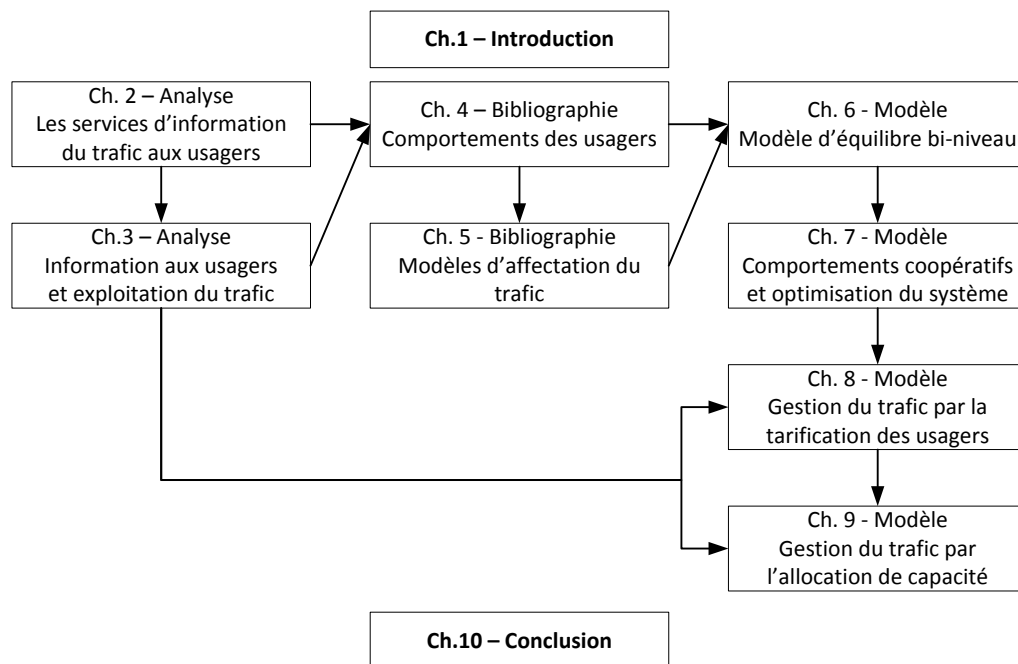 Ch.1 – Introduction
Ch. 2 – Analyse
Les services d'information
du trafic aux usagers
Ch. 4 – Bibliographie
Comportements des usagers
Ch. 6 - Modèle
Modèle d'équilibre bi-niveau
Ch.3 – Analyse
Information aux usagers
et exploitation du trafic
Ch. 5 - Bibliographie
Modèles d'affectation du
trafic
Ch. 7 - Modèle
Comportements coopératifs
et optimisation du système
Ch. 8 - Modèle
Gestion du trafic par la
tarification des usagers
Ch. 9 - Modèle
Gestion du trafic par
l'allocation de capacité
Ch.10 – Conclusion